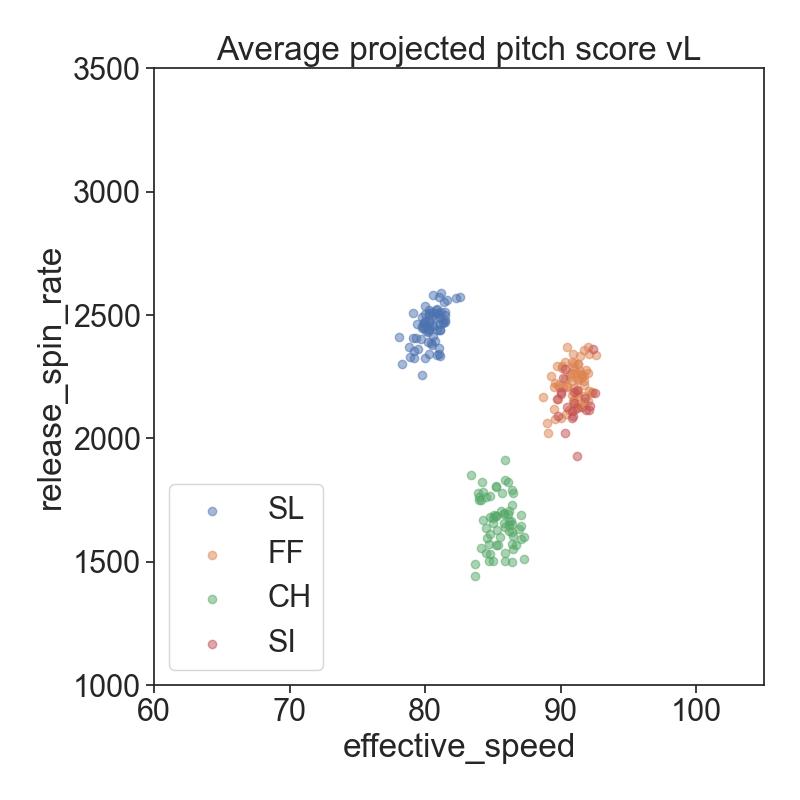 Average projected pitch score vL
release_spin_rate
3500
3000
2500
2000
1500
1000
SL
FF
CH
SI
60
70
80
90
100
effective_speed